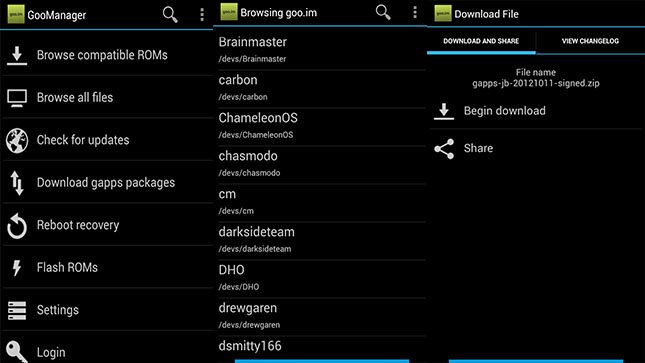 GooManager
Browse compatible ROMs
Browse all files
Check for updates
Download gapps packages
Reboot recovery
Flash ROMs
Settings
Login
Browsing goo.im
Brainmaster
/devs/Brainmaster
carbon
/devs/carbon
ChameleonOS
/devs/ChameleonOS
chasmodo
/devs/chasmodo
cm
/devs/cm
darksideteam
/devs/darksideteam
DHO
/devs/DHO
drewgaren
/devs/drewgaren
dsmitty166
Download File
DOWNLOAD AND SHARE
VIEW CHANGELOG
File name
gapps-jb-20121011-signed.zip
Begin download
Share